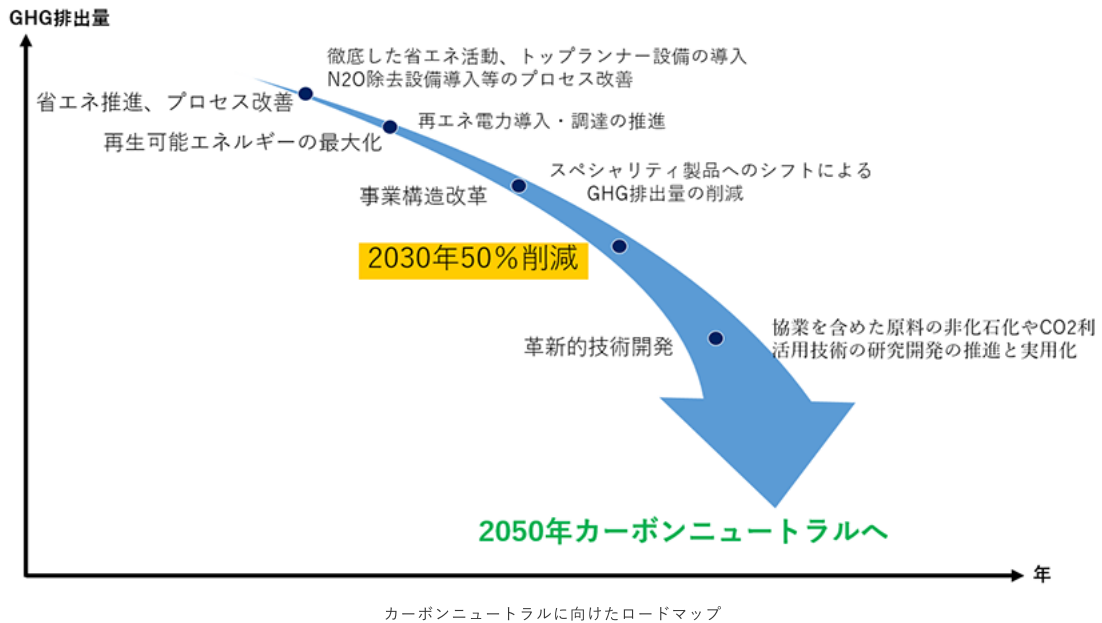 GHG排出量
徹底した省エネ活動、トップランナー設備の導入
N2O除去設備導入等のプロセス改善
省エネ推進、プロセス改善
再エネ電力導入・調達の推進
再生可能エネルギーの最大化
スペシャリティ製品へのシフトによる
GHG排出量の削減
事業構造改革
2030年50%削減
協業を含めた原料の非化石化やCO2利
活用技術の研究開発の推進と実用化
革新的技術開発
2050年カーボンニュートラルへ
年
カーボンニュートラルに向けたロードマップ